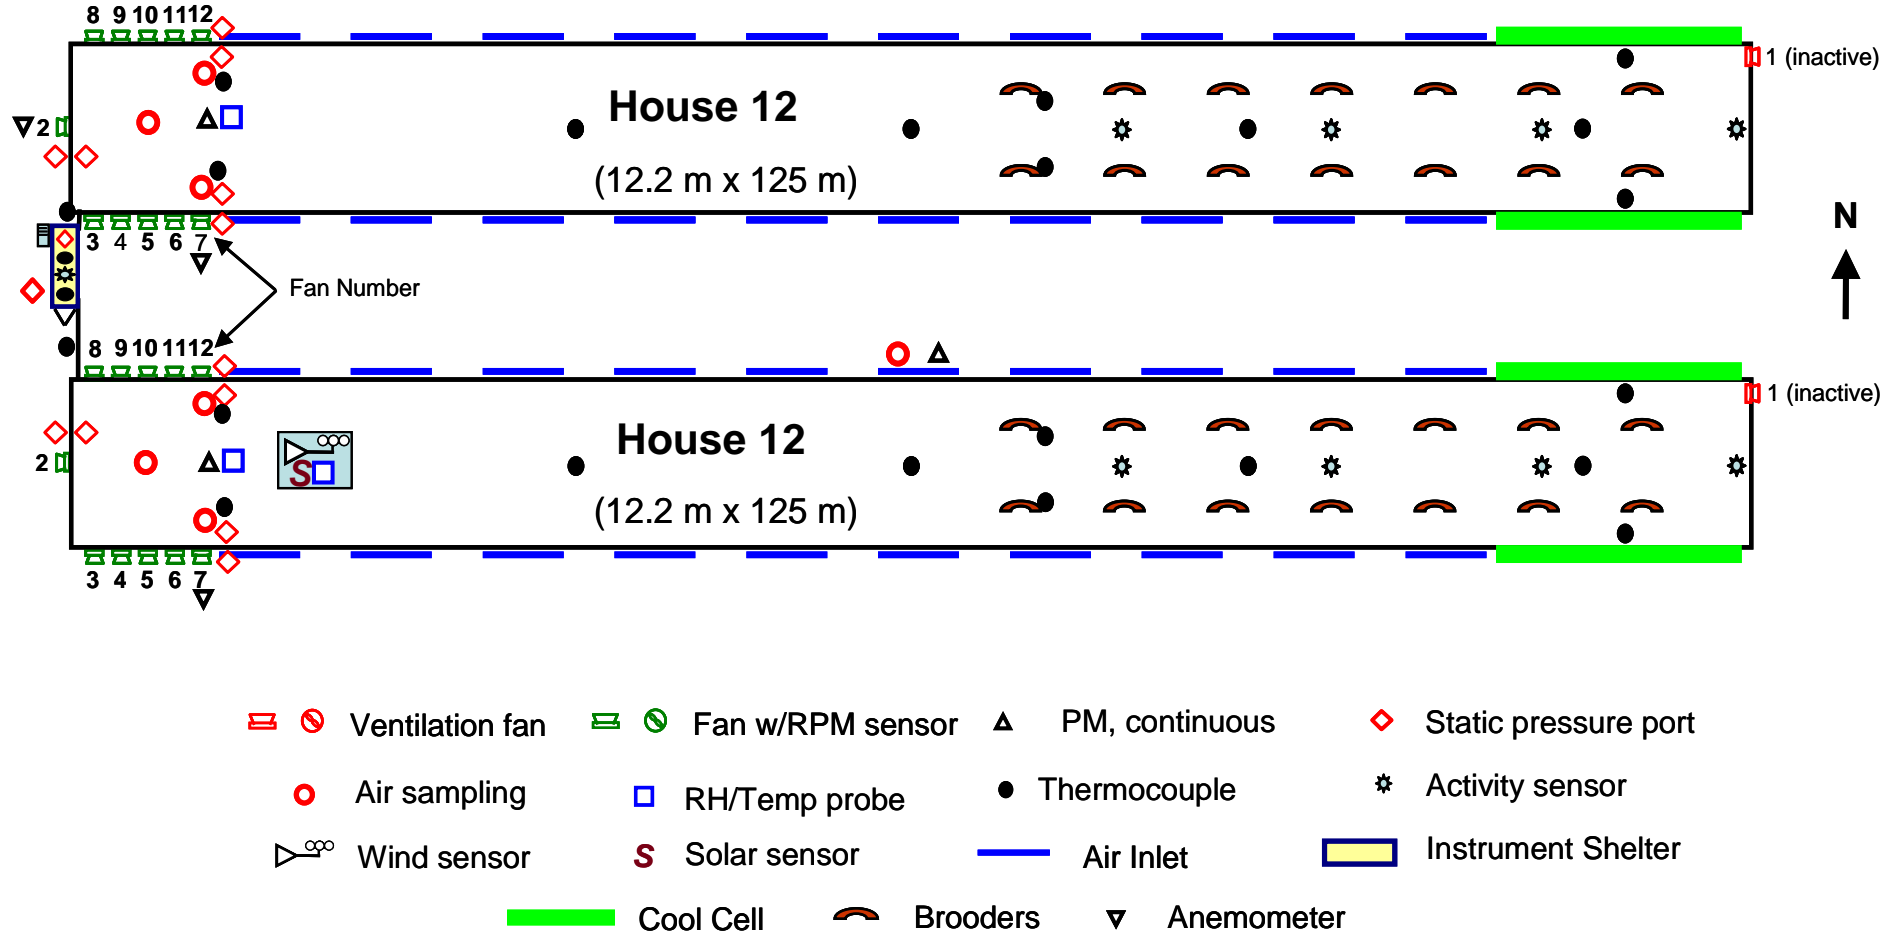 8 9 10 11 12
1 (inactive)
House 12
2
(12.2 m x 125 m)
3 4 5 6 7
N
Fan Number
8 9 10 11 12
1 (inactive)
House 12
2
S
(12.2 m x 125 m)
3 4 5 6 7
Ventilation fan Fan w/RPM sensor PM, continuous Static pressure port
Air sampling RH/Temp probe Thermocouple Activity sensor
Wind sensor S Solar sensor Air Inlet Instrument Shelter
Cool Cell Brooders Anemometer